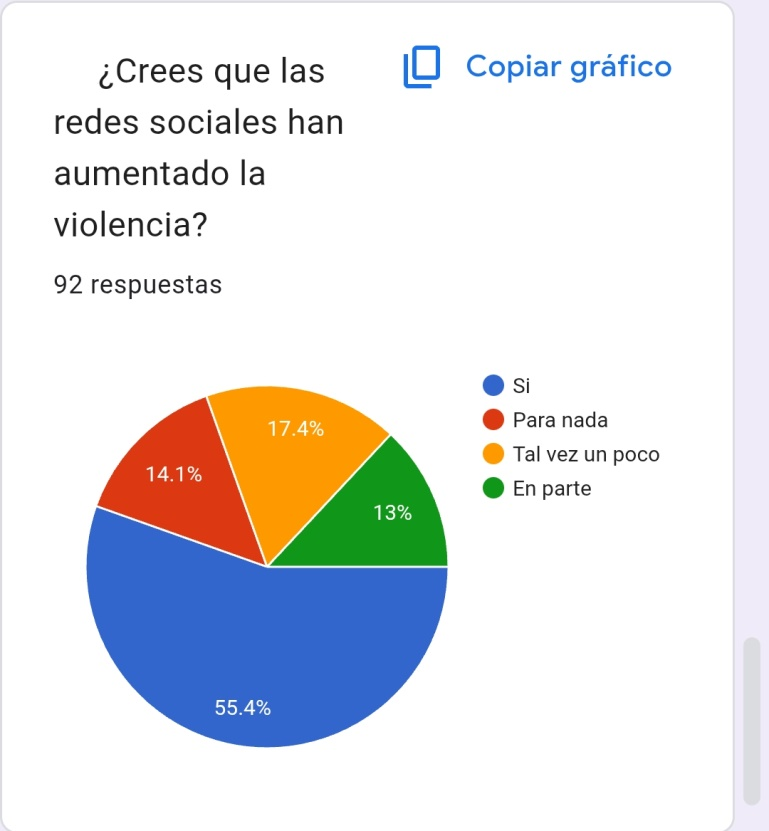 ¿Crees que las
redes sociales han
aumentado la
violencia?
Copiar gráfico
92 respuestas
Si
Para nada
Tal vez un poco
En parte
17.4%
14.1%
13%
55.4%